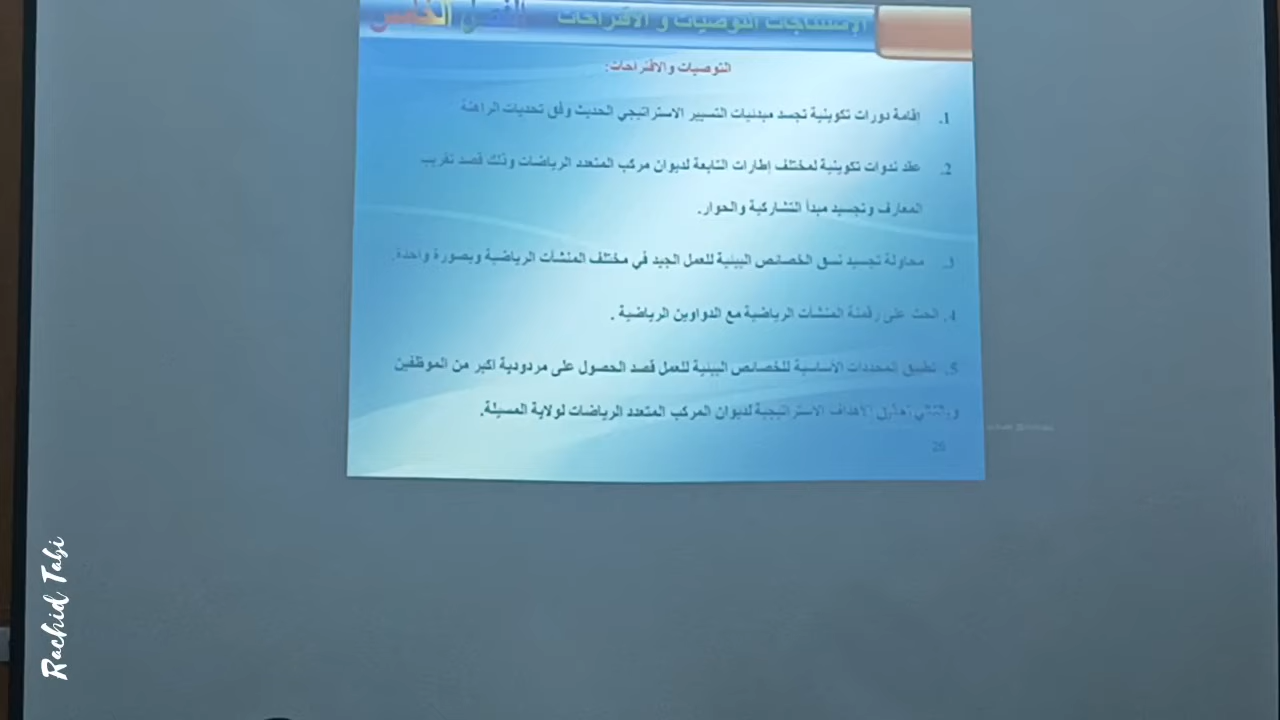 الاستنتاجات التوصيات و الاقتراحات الفصل الخامس
التوصيات والاقتراحات:
1. إقامة دورات تكوينية تجسد مبدئيات التسيير الاستراتيجي الحديث وفق تحديات الراهنة
2. عقد ندوات تكوينية لمختلف إطارات التابعة لديوان مركب المتعدد الرياضات وذلك قصد تقريب
المعارف وتجسيد مبدأ التشاركية والحوار.
3. محاولة تجسيد نسق الخصائص البيئية للعمل الجيد في مختلف المنشآت الرياضية وبصورة واحدة.
4. الحث على رقمنة المنشآت الرياضية مع الدواوين الرياضية .
5. تطبيق المحددات الأساسية للخصائص البيئية للعمل قصد الحصول على مردودية اكبر من الموظفين
وبالتالي تحقيق الاهداف الاستراتيجية لديوان المركب المتعدد الرياضات لولاية المسيلة.
26
Rachid Tabi